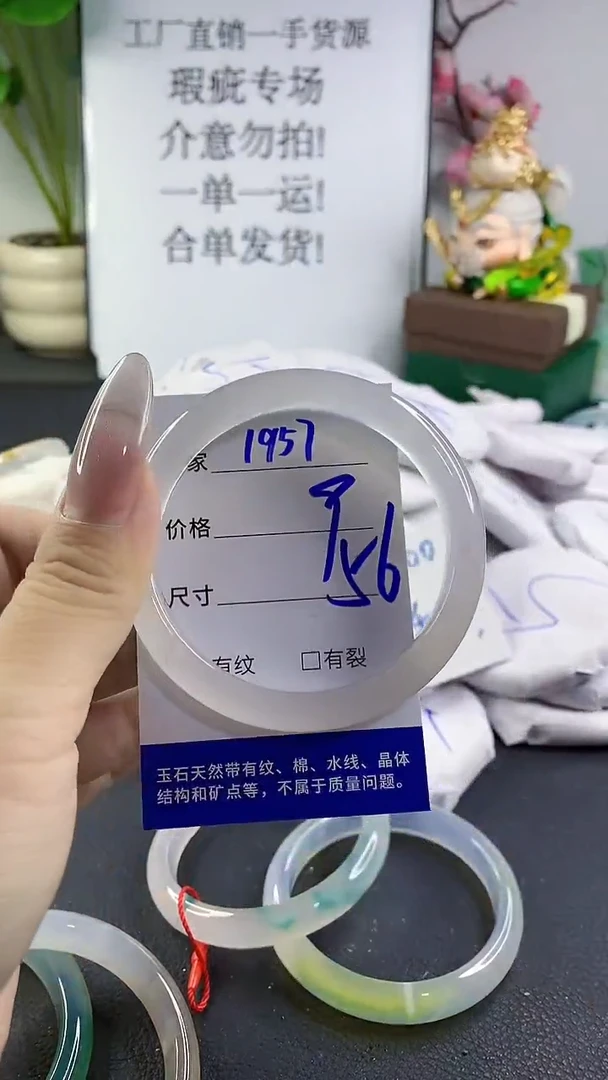 工厂直销一手货源
瑕疵专场
介意勿拍!
一单一运!
合单发货!
家 1957
价格
尺寸 56
有纹 □有裂
玉石天然带有纹、棉、水线、晶体
结构和矿点等，不属于质量问题。